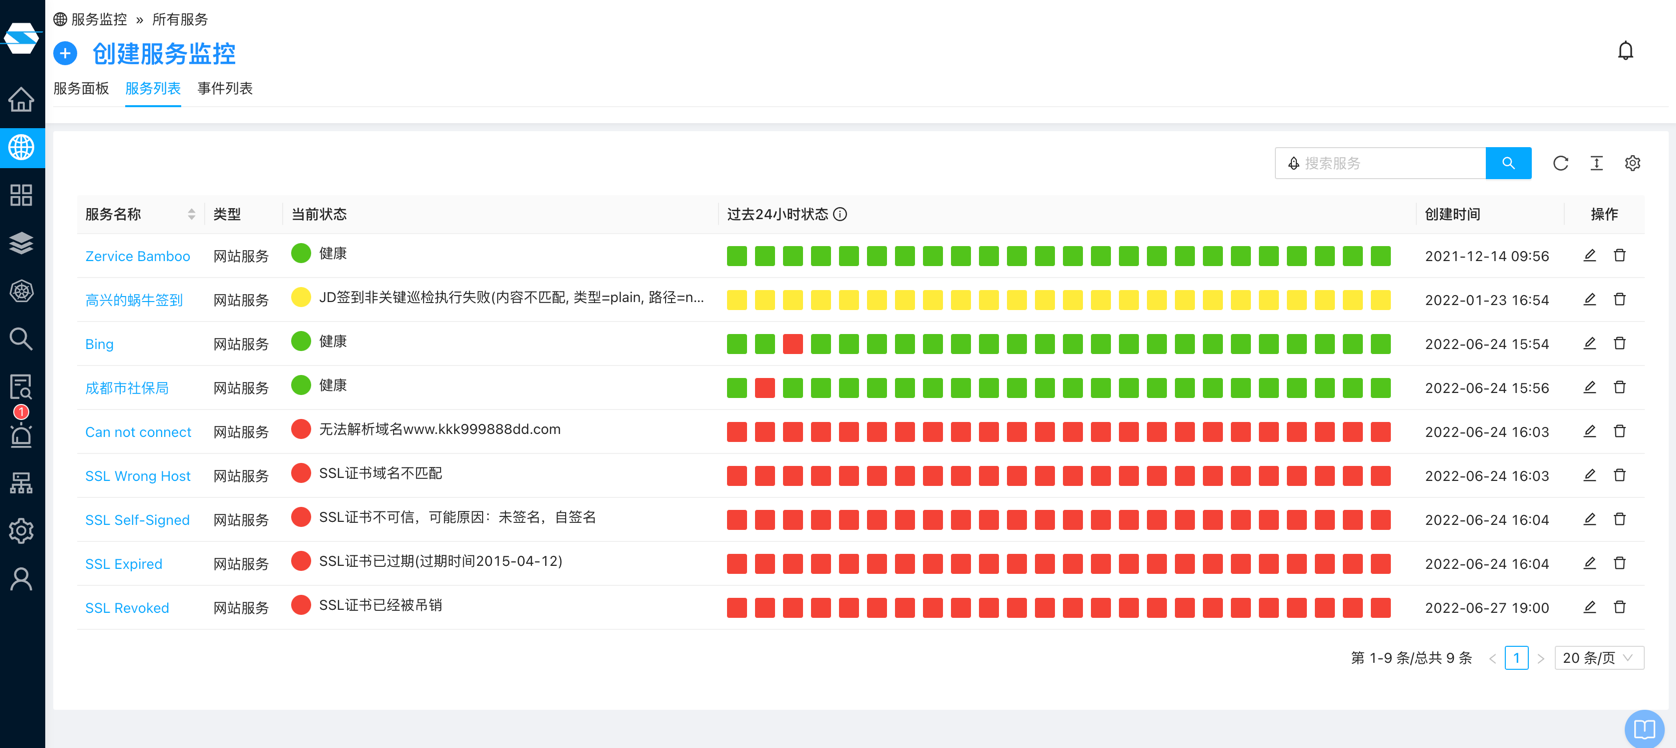 服务监控 » 所有服务
创建服务监控
服务面板 服务列表 事件列表
搜索服务
服务名称 类型 当前状态 过去24小时状态 创建时间 操作
Zervice Bamboo 网站服务 健康 2021-12-14 09:56
高兴的蜗牛签到 网站服务 JD签到非关键巡检执行失败(内容不匹配, 类型=plain, 路径=n... 2022-01-23 16:54
Bing 网站服务 健康 2022-06-24 15:54
成都市社保局 网站服务 健康 2022-06-24 15:56
1
Can not connect 网站服务 无法解析域名www.kkk999888dd.com 2022-06-24 16:03
SSL Wrong Host 网站服务 SSL证书域名不匹配 2022-06-24 16:03
SSL Self-Signed 网站服务 SSL证书不可信，可能原因：未签名，自签名 2022-06-24 16:04
SSL Expired 网站服务 SSL证书已过期(过期时间2015-04-12) 2022-06-24 16:04
SSL Revoked 网站服务 SSL证书已经被吊销 2022-06-27 19:00
第 1-9 条/总共 9 条 < 1 > 20 条/页